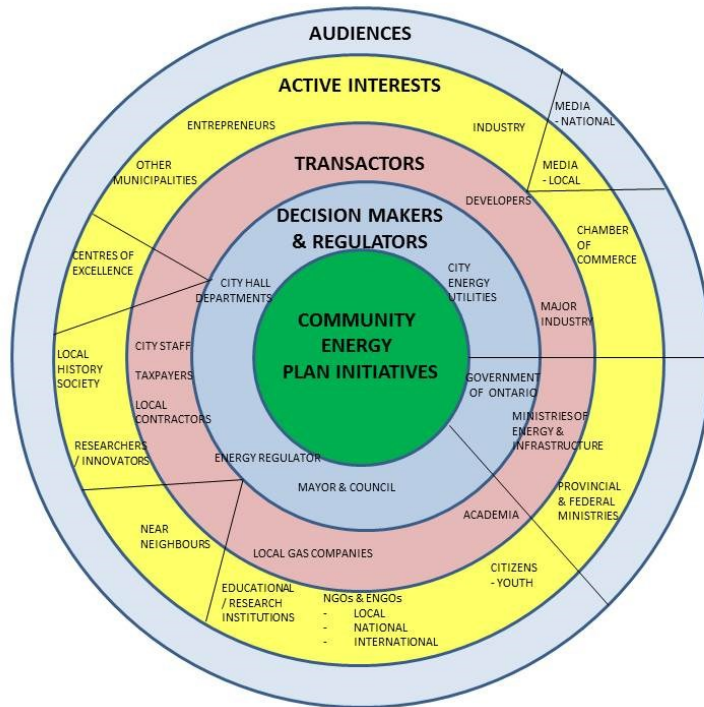 AUDIENCES
ACTIVE INTERESTS
MEDIA
- NATIONAL
ENTREPRENEURS
INDUSTRY
TRANSACTORS
OTHER
MUNICIPALITIES
MEDIA
- LOCAL
DEVELOPERS
DECISION MAKERS
& REGULATORS
CHAMBER
OF
COMMERCE
CENTRES OF
EXCELLENCE
CITY HALL
DEPARTMENTS
CITY
ENERGY
UTILITIES
COMMUNITY
ENERGY
PLAN INITIATIVES
MAJOR
INDUSTRY
CITY STAFF
TAXPAYERS
LOCAL
CONTRACTORS
LOCAL
HISTORY
SOCIETY
GOVERNMENT
OF ONTARIO
MINISTRIES OF
ENERGY &
INFRASTRUCTURE
RESEARCHERS
/ INNOVATORS
ENERGY REGULATOR
MAYOR & COUNCIL
PROVINCIAL
& FEDERAL
MINISTRIES
ACADEMIA
NEAR
NEIGHBOURS
LOCAL GAS COMPANIES
CITIZENS
- YOUTH
EDUCATIONAL
/ RESEARCH
INSTITUTIONS
NGOs & ENGOs
- LOCAL
- NATIONAL
- INTERNATIONAL